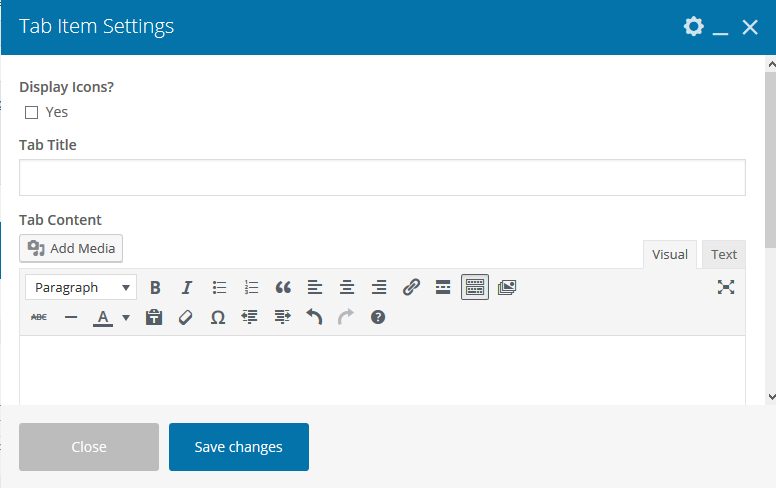 Tab Item Settings
Display Icons?
Yes
Tab Title
Tab Content
Add Media
Visual Text
Paragraph B I
ABC A
Close Save changes